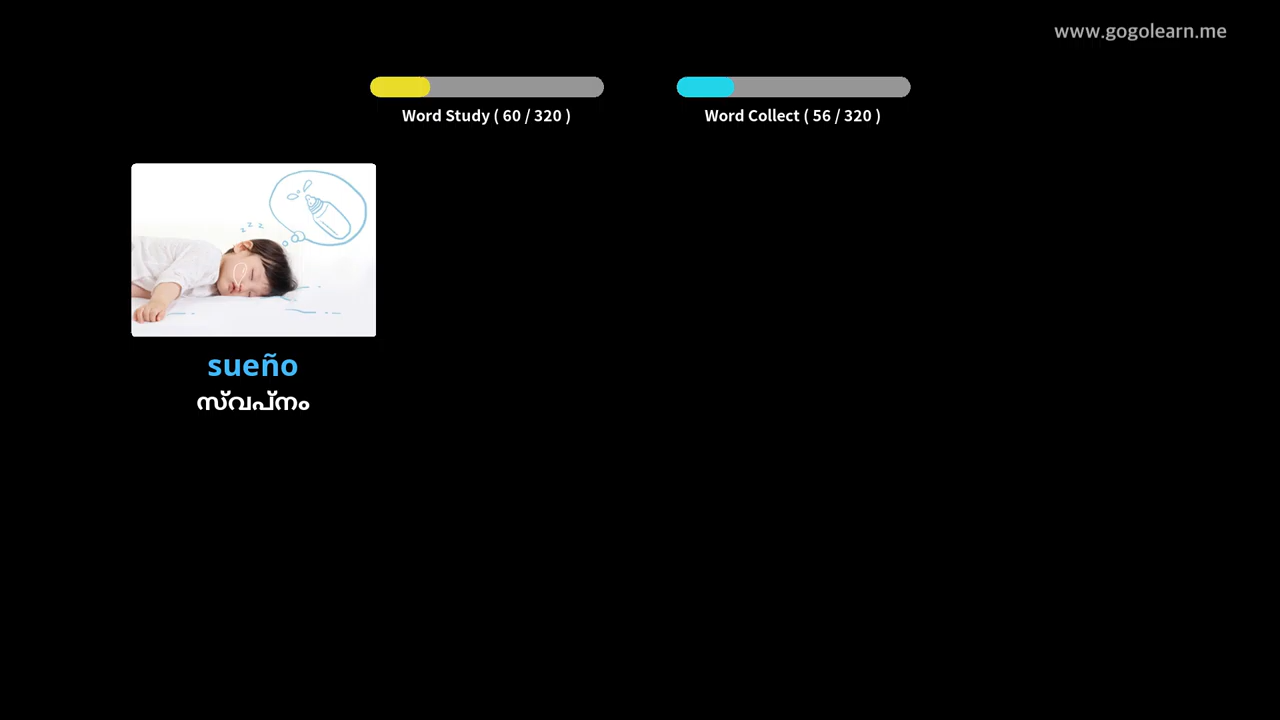 www.gogolearn.me
Word Study ( 60 / 320 )
Word Collect ( 56 / 320 )
z z z
sueño
സ്വപ്നം